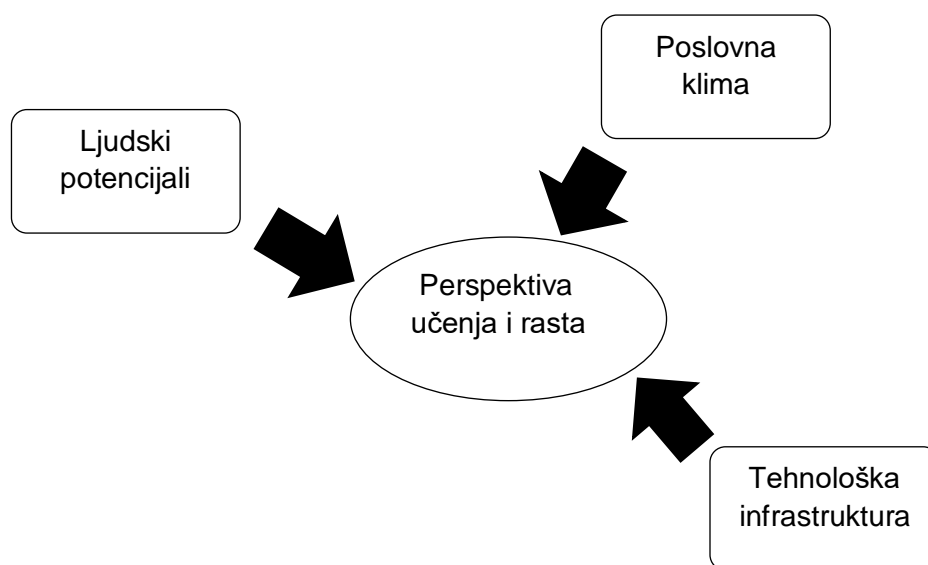 Poslovna
klima
Ljudski
potencijali
Perspektiva
učenja i rasta
Tehnološka
infrastruktura